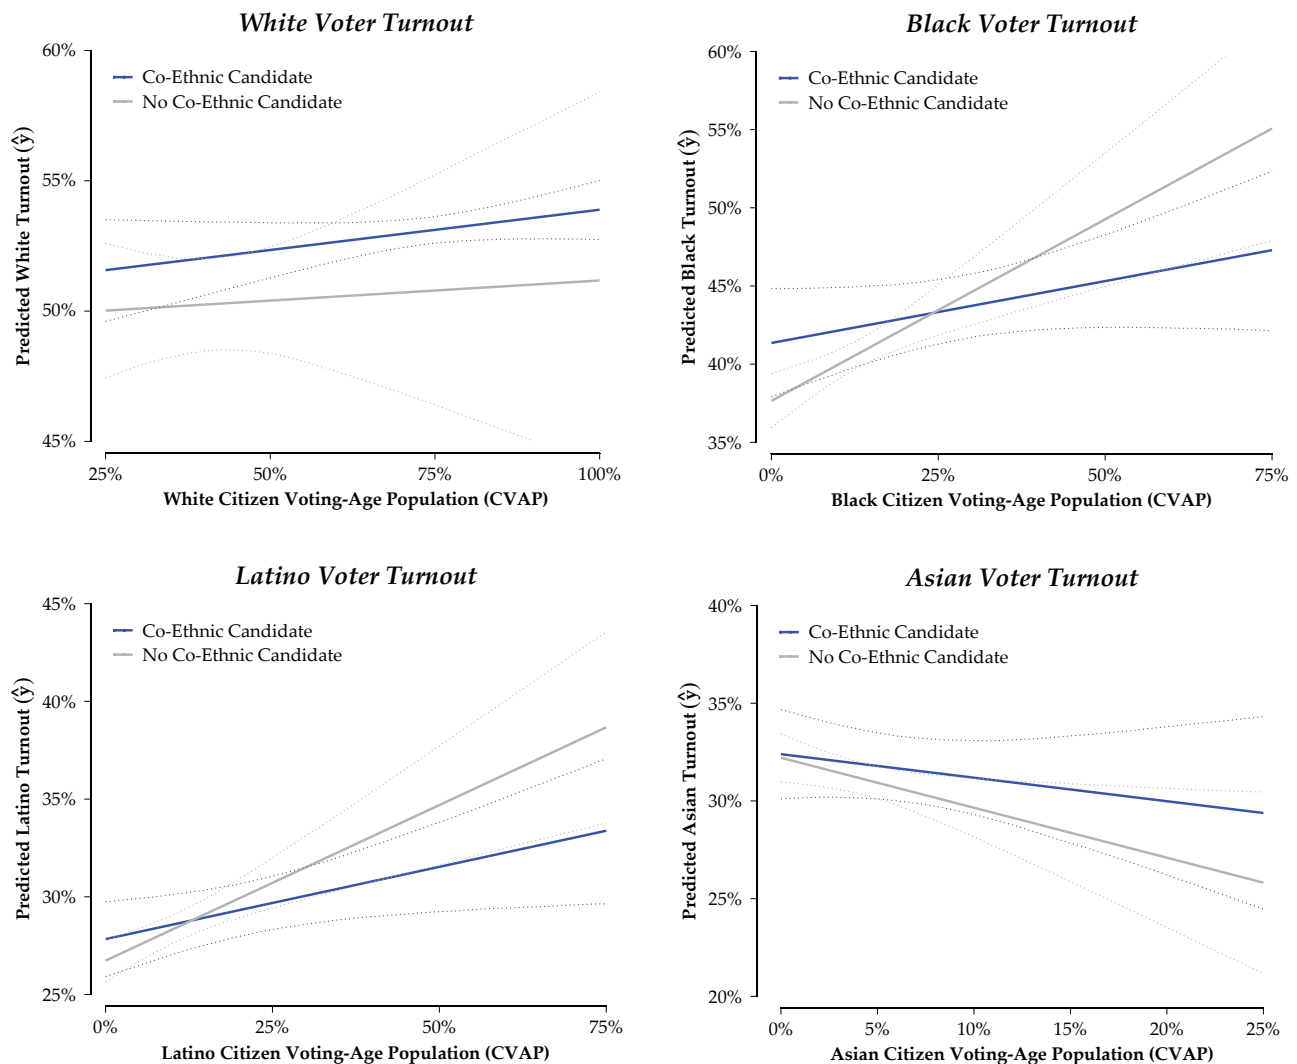 White Voter Turnout
60%
55%
50%
45%
Predicted White Turnout (ŷ)
Co-Ethnic Candidate
No Co-Ethnic Candidate
25%
50%
75%
100%
White Citizen Voting-Age Population (CVAP)
Black Voter Turnout
60%
55%
50%
45%
40%
35%
Predicted Black Turnout (ŷ)
Co-Ethnic Candidate
No Co-Ethnic Candidate
0%
25%
50%
75%
Black Citizen Voting-Age Population (CVAP)
Latino Voter Turnout
45%
40%
35%
30%
25%
Predicted Latino Turnout (ŷ)
Co-Ethnic Candidate
No Co-Ethnic Candidate
0%
25%
50%
75%
Latino Citizen Voting-Age Population (CVAP)
Asian Voter Turnout
40%
35%
30%
25%
20%
Predicted Asian Turnout (ŷ)
Co-Ethnic Candidate
No Co-Ethnic Candidate
0%
5%
10%
15%
20%
25%
Asian Citizen Voting-Age Population (CVAP)